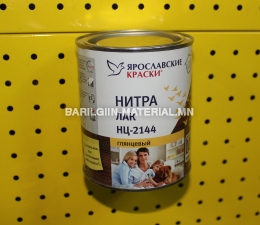 ЯРОСЛАВСКИЕ
КРАСКИ®
НИТРА
BARILGIIN-MATERIAL.MN
ЛАК
НЦ-2144
ГЛЯНЦЕВЫЙ